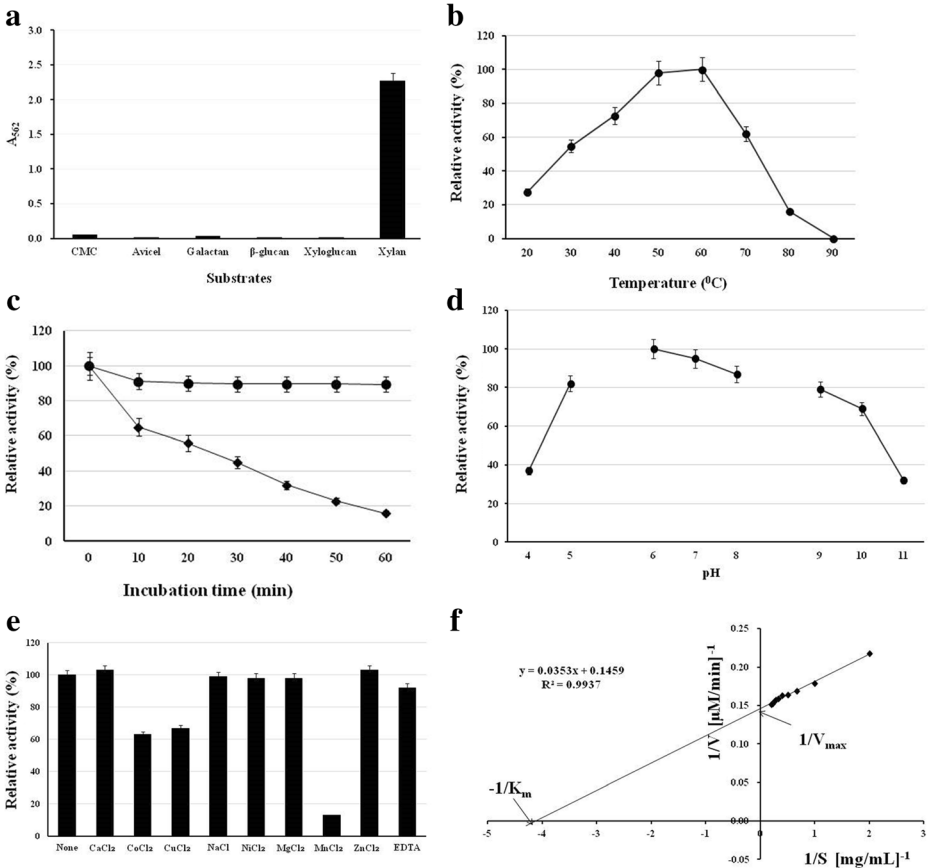 a
3.0
2.5
2.0
1.5
1.0
0.5
0.0
A562
CMC Avicel Galactan β-glucan Xyloglucan Xylan
Substrates
b
120
100
80
60
40
20
0
Relative activity (%)
20 30 40 50 60 70 80 90
Temperature (⁰C)
c
120
100
80
60
40
20
0
Relative activity (%)
0 10 20 30 40 50 60
Incubation time (min)
d
120
100
80
60
40
20
0
Relative activity (%)
4 5 6 7 8 9 10 11
pH
e
120
100
80
60
40
20
0
Relative activity (%)
None CaCl2 CoCl2 CuCl2 NaCl NiCl2 MgCl2 MnCl2 ZnCl2 EDTA
f
0.25
0.20
0.15
0.10
0.05
0.00
-0.05
1/V [µM/min]-1
y = 0.0353x + 0.1459
R² = 0.9937
1/Vmax
-1/Km
-5 -4 -3 -2 -1 0 1 2 3
1/S [mg/mL]-1